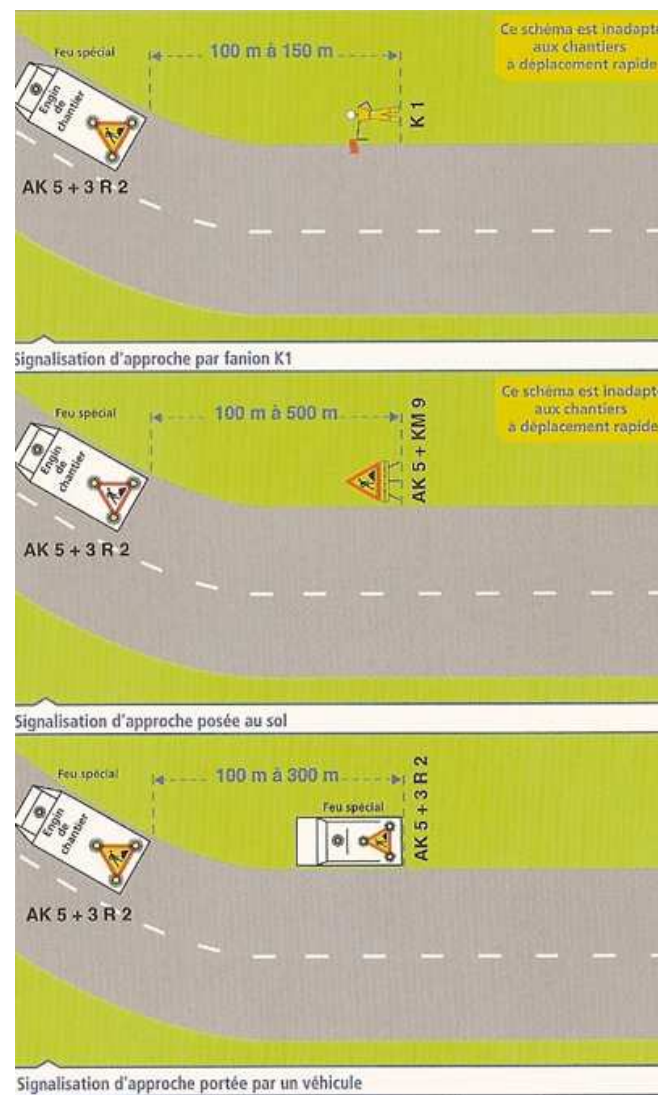 Feu spécial
100 m à 150 m
Ce schéma est inadapté
aux chantiers
à déplacement rapide
Engin
de
chantier
K 1
AK 5 + 3 R 2
Signalisation d'approche par fanion K1
Feu spécial
100 m à 500 m
Ce schéma est inadapté
aux chantiers
à déplacement rapide
Engin
de
chantier
AK 5 + KM 9
AK 5 + 3 R 2
Signalisation d'approche posée au sol
Feu spécial
100 m à 300 m
Feu spécial
Engin
de
chantier
AK 5 + 3 R 2
AK 5 + 3 R 2
Signalisation d'approche portée par un véhicule